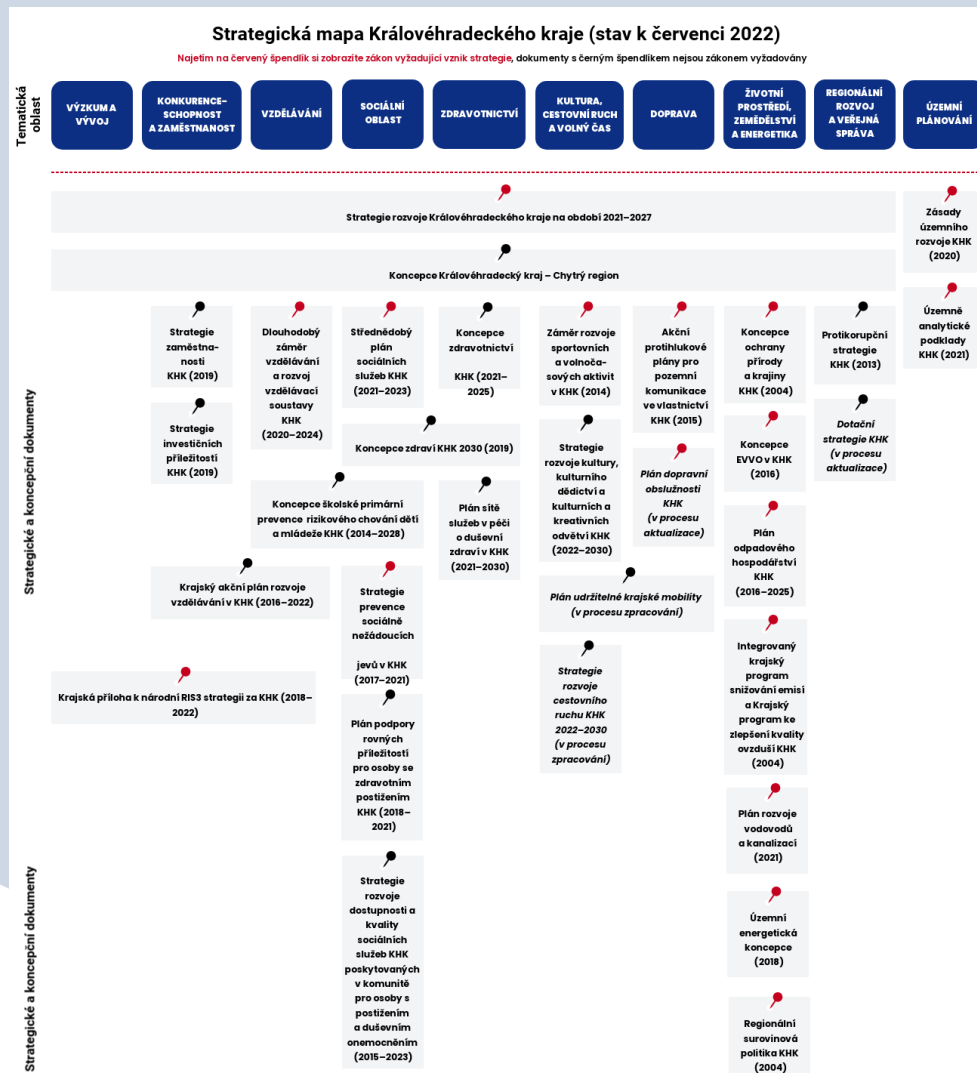 Strategická mapa Královéhradeckého kraje (stav k červenci 2022)
Najetím na červený špendlík si zobrazíte zákon vyžadující vznik strategie, dokumenty s černým špendlíkem nejsou zákonem vyžadovány
Tematická
oblast
VÝZKUM A
VÝVOJ
KONKURENCE-
SCHOPNOST
A ZAMĚSTNANOST
VZDĚLÁVÁNÍ
SOCIÁLNÍ
OBLAST
ZDRAVOTNICTVÍ
KULTURA,
CESTOVNÍ RUCH
A VOLNÝ ČAS
DOPRAVA
ŽIVOTNÍ
PROSTŘEDÍ,
ZEMĚDĚLSTVÍ
A ENERGETIKA
REGIONÁLNÍ
ROZVOJ
A VEŘEJNÁ
SPRÁVA
ÚZEMNÍ
PLÁNOVÁNÍ
Strategie rozvoje Královéhradeckého kraje na období 2021–2027
Zásady
územního
rozvoje KHK
(2020)
Koncepce Královéhradecký kraj – Chytrý region
Územně
analytické
podklady
KHK (2021)
Strategické a koncepční dokumenty
Strategie
zaměstna-
nosti
KHK (2019)
Dlouhodobý
záměr
vzdělávání
a rozvoj
vzdělávací
soustavy
KHK
(2020–2024)
Střednědobý
plán
sociálních
služeb KHK
(2021–2023)
Koncepce
zdravotnictví
KHK (2021–
2025)
Záměr rozvoje
sportovních
a volnoča-
sových aktivit
v KHK (2014)
Akční
protihlukové
plány pro
pozemní
komunikace
ve vlastnictví
KHK (2015)
Koncepce
ochrany
přírody
a krajiny
KHK (2004)
Protikorupční
strategie
KHK (2013)
Strategie
investičních
příležitostí
KHK (2019)
Koncepce zdraví KHK 2030 (2019)
Strategie
rozvoje kultury,
kulturního
dědictví a
kulturních a
kreativních
odvětví KHK
(2022–2030)
Plán dopravní
obslužnosti
KHK
(v procesu
aktualizace)
Koncepce
EVVO v KHK
(2016)
Dotační
strategie KHK
(v procesu
aktualizace)
Koncepce školské primární
prevence rizikového chování dětí
a mládeže KHK (2014–2028)
Plán sítě
služeb v péči
o duševní
zdraví v KHK
(2021–2030)
Plán
odpadového
hospodářství
KHK
(2016–2025)
Krajský akční plán rozvoje
vzdělávání v KHK (2016–2022)
Strategie
prevence
sociálně
nežádoucích
jevů v KHK
(2017–2021)
Plán udržitelné krajské mobility
(v procesu zpracování)
Integrovaný
krajský
program
snižování emisí
a Krajský
program ke
zlepšení kvality
ovzduší KHK
(2004)
Krajská příloha k národní RIS3 strategii za KHK (2018–
2022)
Strategie
rozvoje
cestovního
ruchu KHK
2022–2030
(v procesu
zpracování)
Plán podpory
rovných
příležitostí
pro osoby se
zdravotním
postižením
KHK (2018–
2021)
Plán rozvoje
vodovodů
a kanalizací
(2021)
Strategické a koncepční dokumenty
Strategie
rozvoje
dostupnosti a
kvality
sociálních
služeb KHK
poskytovaných
v komunitě
pro osoby s
postižením
a duševním
onemocněním
(2015–2023)
Územní
energetická
koncepce
(2018)
Regionální
surovinová
politika KHK
(2004)